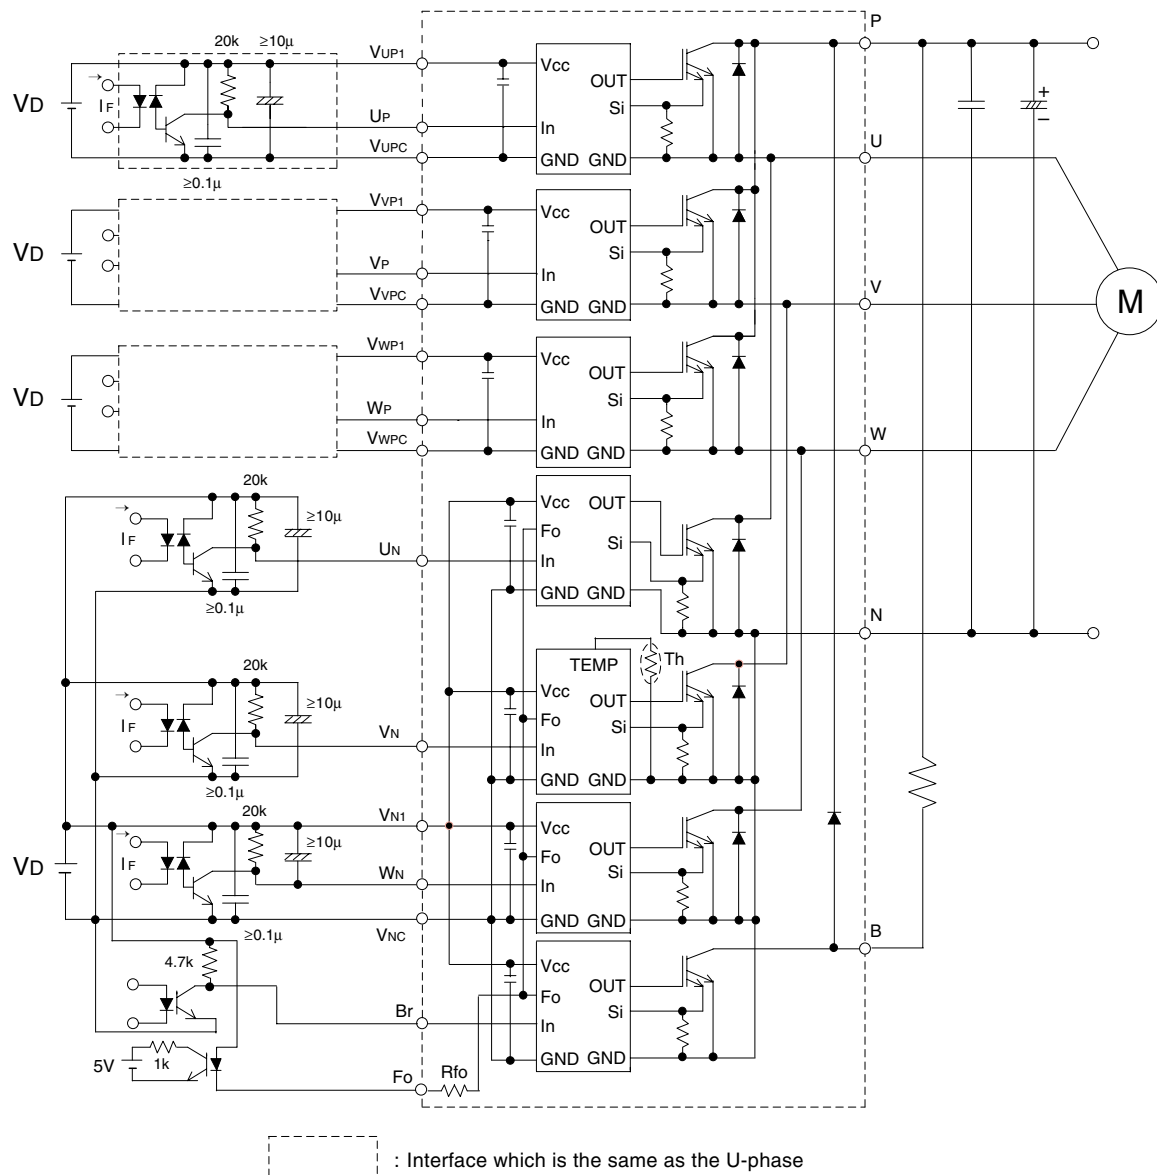 P
20k ≥10μ
VUP1
Vcc
OUT
Si
VD
IF
+
–
UP
In
VUPC
GND GND
U
≥0.1μ
VVP1
Vcc
OUT
Si
VD
VP
In
VVPC
GND GND
V
M
VWP1
Vcc
OUT
Si
VD
WP
In
VWPC
GND GND
W
20k
≥10μ
Vcc
OUT
Fo
Si
IF
UN
In
GND GND
≥0.1μ
N
TEMP
Th
20k
≥10μ
Vcc
OUT
Fo
Si
IF
VN
In
GND GND
≥0.1μ
20k
VN1
≥10μ
Vcc
OUT
Fo
Si
VD
IF
WN
In
GND GND
≥0.1μ
VNC
B
4.7k
Vcc
OUT
Fo
Si
Br
In
GND GND
5V
1k
Fo
Rfo
: Interface which is the same as the U-phase